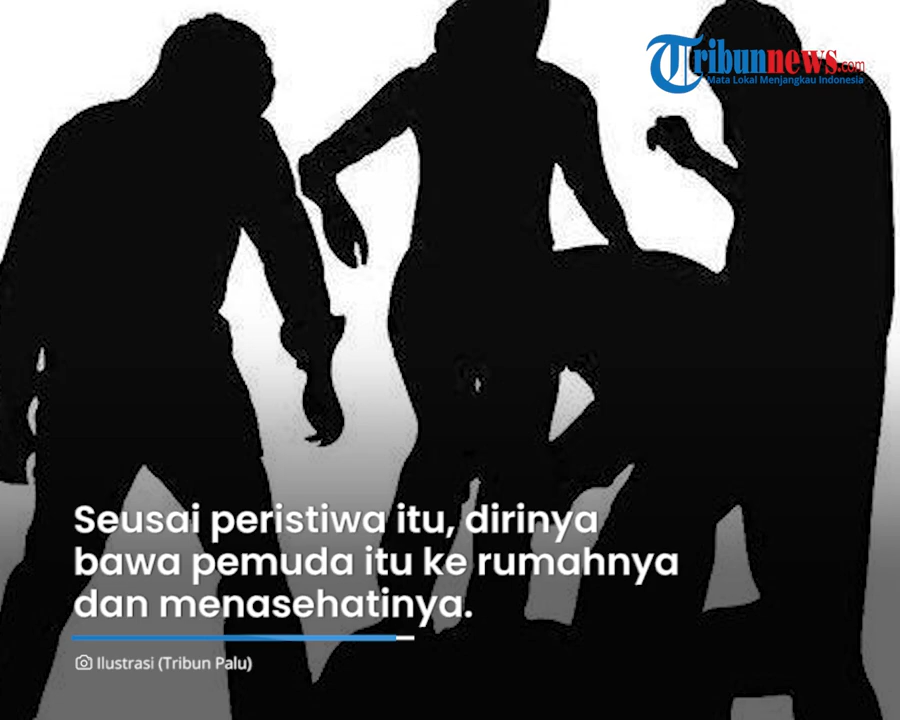 Tribunnews.com
Mata Lokal Menjangkau Indonesia
Seusai peristiwa itu, dirinya
bawa pemuda itu ke rumahnya
dan menasehatinya.
Ilustrasi (Tribun Palu)